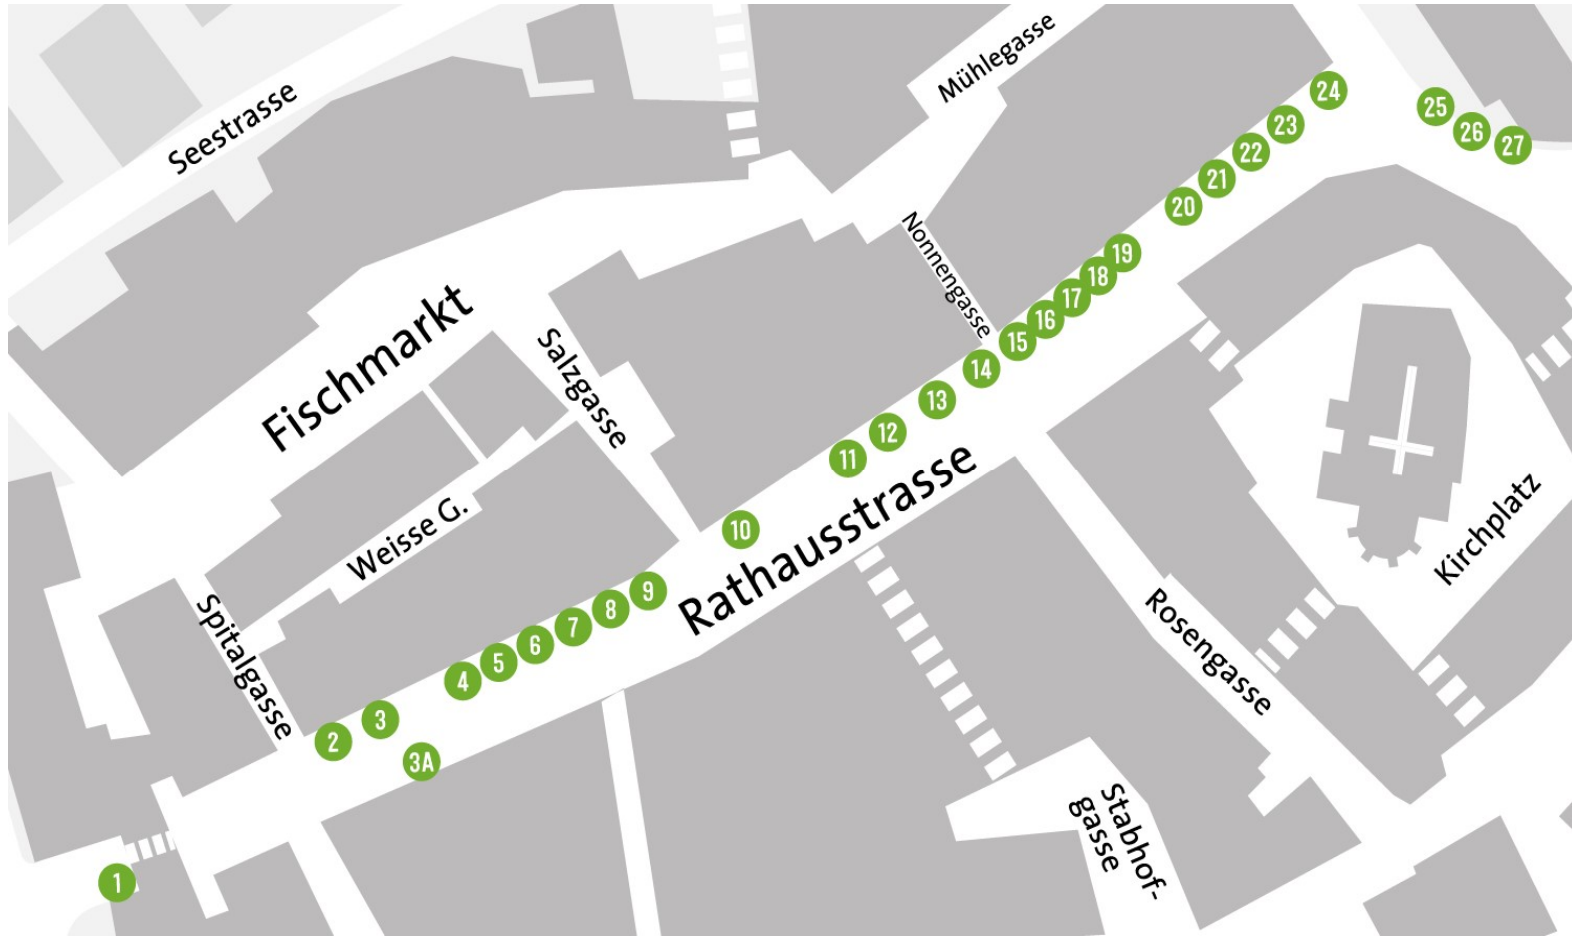 Mühlegasse
Seestrasse
24
25
23
26
27
22
21
20
Nonnengasse
19
18
17
16
15
14
Fischmarkt
Salzgasse
13
12
11
Rathausstrasse
10
Kirchplatz
Weisse G.
9
8
7
6
5
4
Rosengasse
Spitalgasse
3
2
3A
Stabhof-
gasse
1